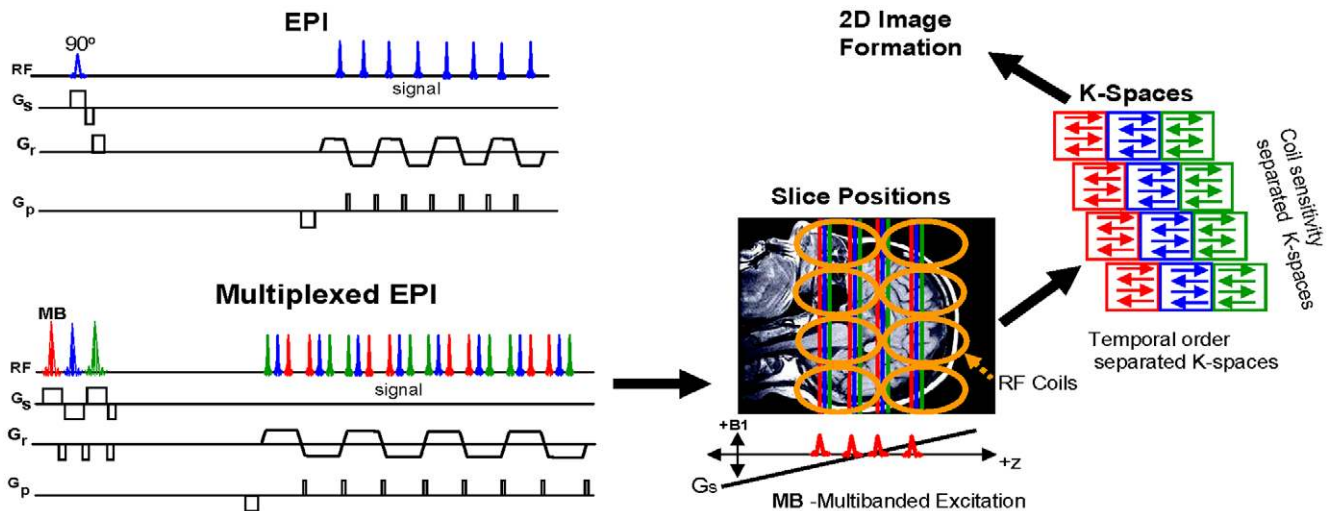 EPI
90º
RF
signal
Gs
Gr
Gp
Multiplexed EPI
MB
RF
signal
Gs
Gr
Gp
Slice Positions
RF Coils
+B1
+z
Gs
MB -Multibanded Excitation
2D Image
Formation
K-Spaces
Coil sensitivity
separated K-spaces
Temporal order
separated K-spaces